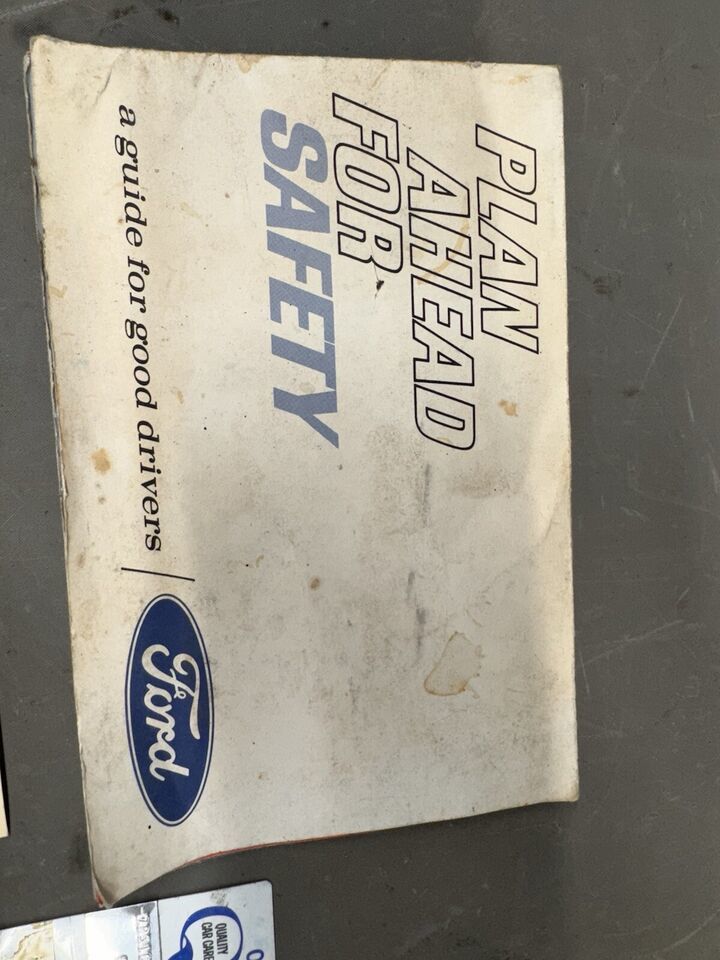 PLAN
AHEAD
FOR
SAFETY
a guide for good drivers
Ford
QUALITY
CAR CARE